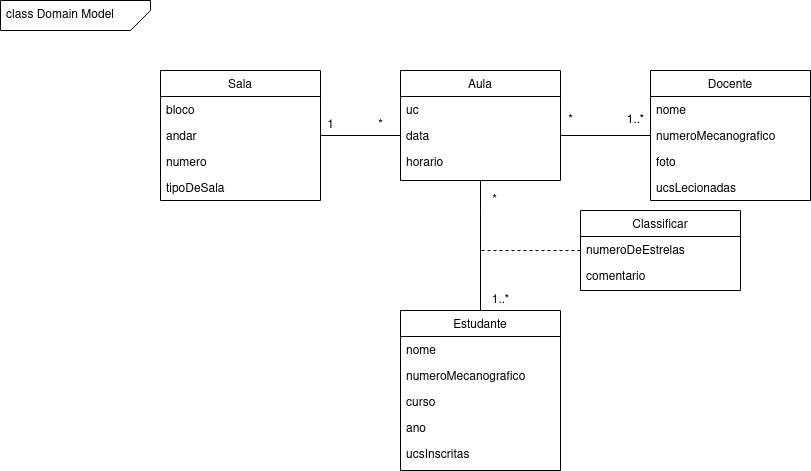 class Domain Model
Sala
bloco
andar
numero
tipoDeSala
1
*
Aula
uc
data
horario
*
1..*
Docente
nome
numeroMecanografico
foto
ucsLecionadas
*
Classificar
numeroDeEstrelas
comentario
1..*
Estudante
nome
numeroMecanografico
curso
ano
ucsInscritas